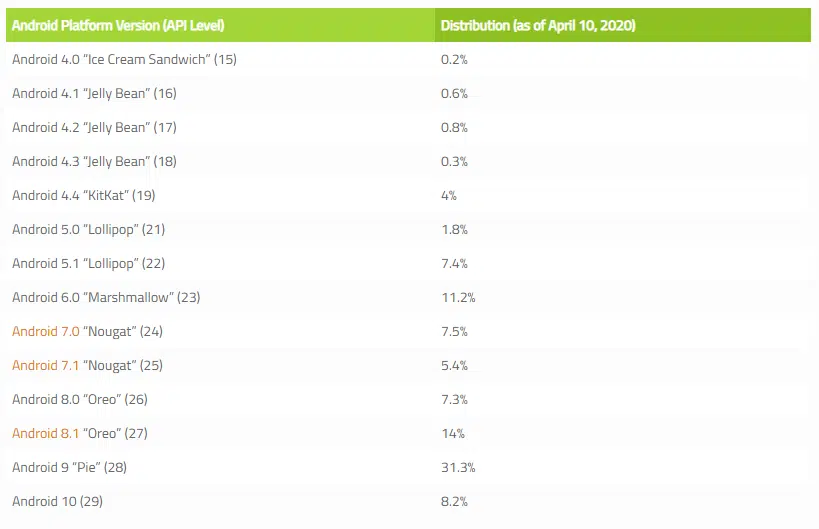 Android Platform Version (API Level) Distribution (as of April 10, 2020)
Android 4.0 “Ice Cream Sandwich” (15) 0.2%
Android 4.1 “Jelly Bean” (16) 0.6%
Android 4.2 “Jelly Bean” (17) 0.8%
Android 4.3 “Jelly Bean” (18) 0.3%
Android 4.4 “KitKat” (19) 4%
Android 5.0 “Lollipop” (21) 1.8%
Android 5.1 “Lollipop” (22) 7.4%
Android 6.0 “Marshmallow” (23) 11.2%
Android 7.0 “Nougat” (24) 7.5%
Android 7.1 “Nougat” (25) 5.4%
Android 8.0 “Oreo” (26) 7.3%
Android 8.1 “Oreo” (27) 14%
Android 9 “Pie” (28) 31.3%
Android 10 (29) 8.2%